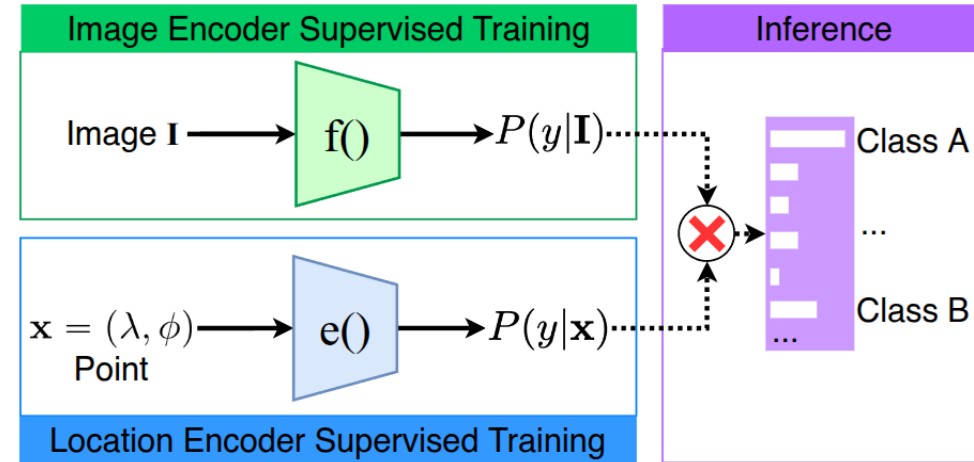 Image Encoder Supervised Training
Image I
f()
P(y|I)
x = (λ, ϕ)
Point
e()
P(y|x)
Location Encoder Supervised Training
Inference
Class A
...
Class B
...